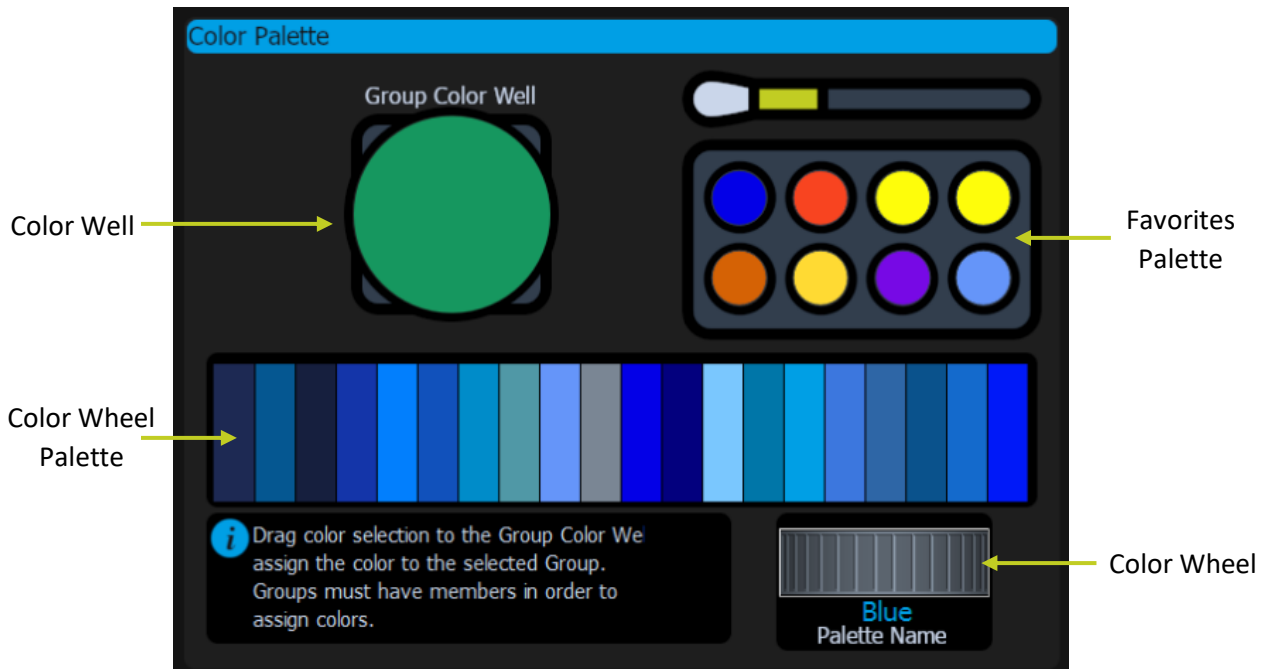 Color Palette
Group Color Well
Color Well
Favorites
Palette
Color Wheel
Palette
i Drag color selection to the Group Color We
assign the color to the selected Group.
Groups must have members in order to
assign colors.
Color Wheel
Blue
Palette Name